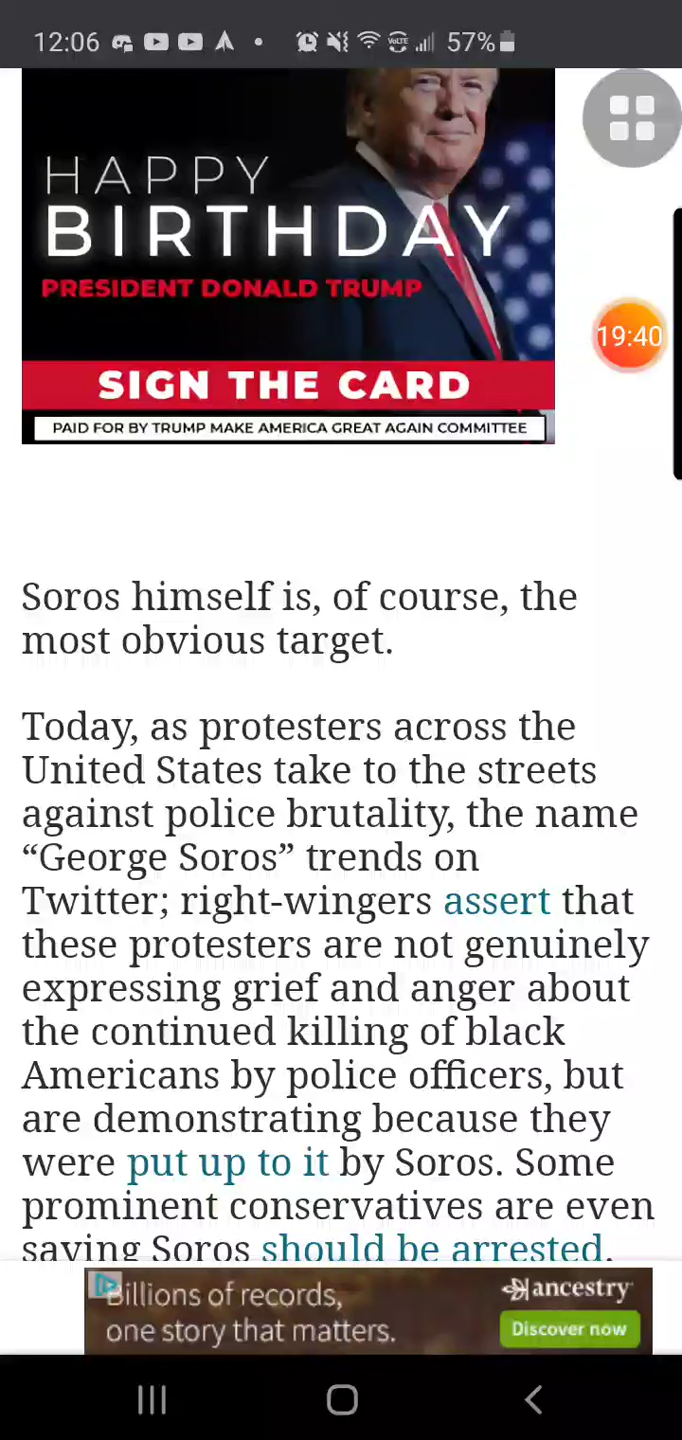 12:06
VoLTE
57%
HAPPY
BIRTHDAY
PRESIDENT DONALD TRUMP
19:40
SIGN THE CARD
PAID FOR BY TRUMP MAKE AMERICA GREAT AGAIN COMMITTEE
Soros himself is, of course, the
most obvious target.
Today, as protesters across the
United States take to the streets
against police brutality, the name
“George Soros” trends on
Twitter; right-wingers assert that
these protesters are not genuinely
expressing grief and anger about
the continued killing of black
Americans by police officers, but
are demonstrating because they
were put up to it by Soros. Some
prominent conservatives are even
saying Soros should be arrested.
Billions of records,
one story that matters.
ancestry
Discover now